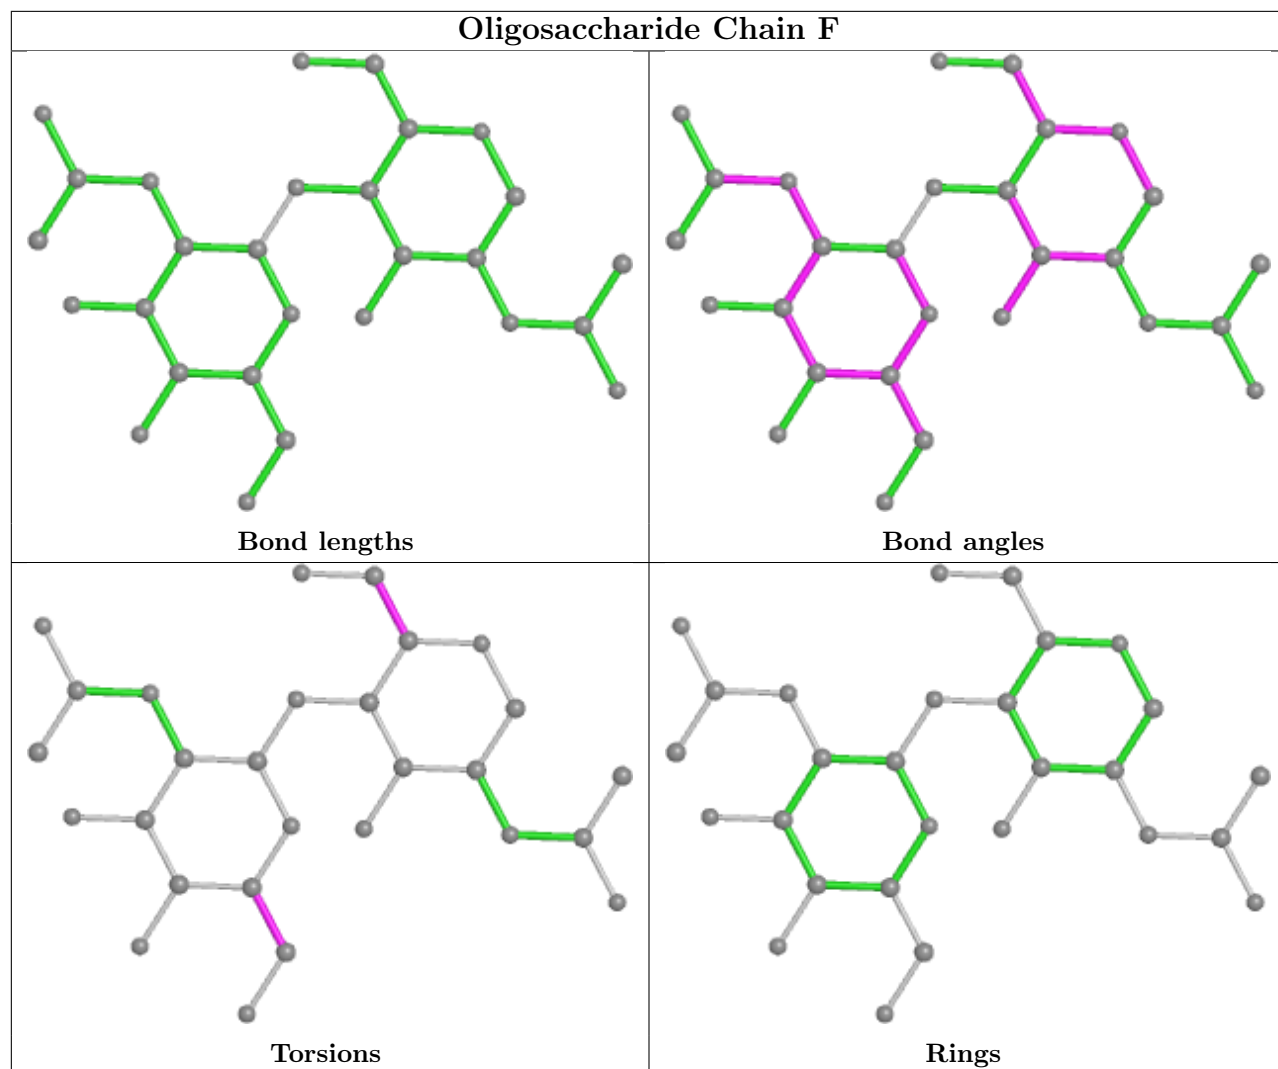 Oligosaccharide Chain F
Bond lengths
Bond angles
Torsions
Rings